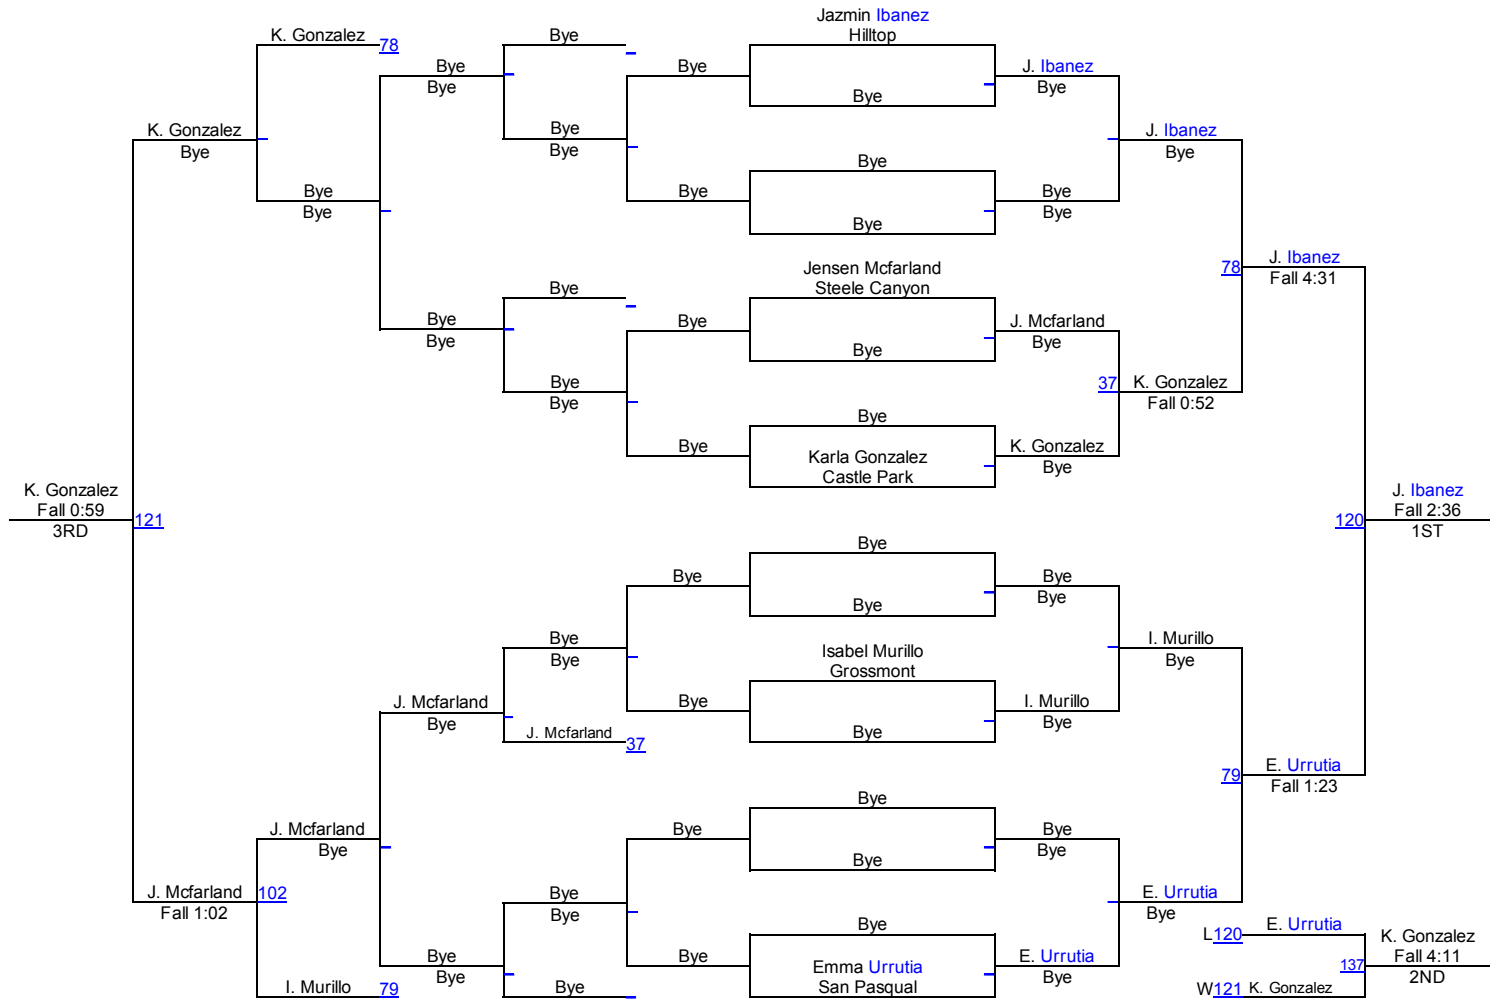 Jazmin Ibanez
Hilltop
K. Gonzalez
78
Bye
Bye
Bye
Bye
J. Ibanez
Bye
Bye
K. Gonzalez
Bye
Bye
Bye
J. Ibanez
Bye
Bye
Bye
Bye
Bye
Bye
Bye
Bye
Bye
Jensen Mcfarland
Steele Canyon
78
J. Ibanez
Fall 4:31
Bye
Bye
Bye
Bye
J. Mcfarland
Bye
Bye
Bye
Bye
37
K. Gonzalez
Fall 0:52
Bye
Bye
Karla Gonzalez
Castle Park
K. Gonzalez
Bye
K. Gonzalez
Fall 0:59
3RD
121
120
J. Ibanez
Fall 2:36
1ST
Bye
Bye
Bye
Bye
Bye
Bye
Bye
Isabel Murillo
Grossmont
I. Murillo
Bye
J. Mcfarland
Bye
Bye
I. Murillo
Bye
J. Mcfarland
37
79
E. Urrutia
Fall 1:23
Bye
J. Mcfarland
Bye
Bye
Bye
Bye
Bye
J. Mcfarland
Fall 1:02
102
Bye
Bye
E. Urrutia
Bye
Bye
L120
E. Urrutia
K. Gonzalez
Fall 4:11
2ND
137
Bye
Bye
Bye
Emma Urrutia
San Pasqual
E. Urrutia
Bye
I. Murillo
79
Bye
W121
K. Gonzalez